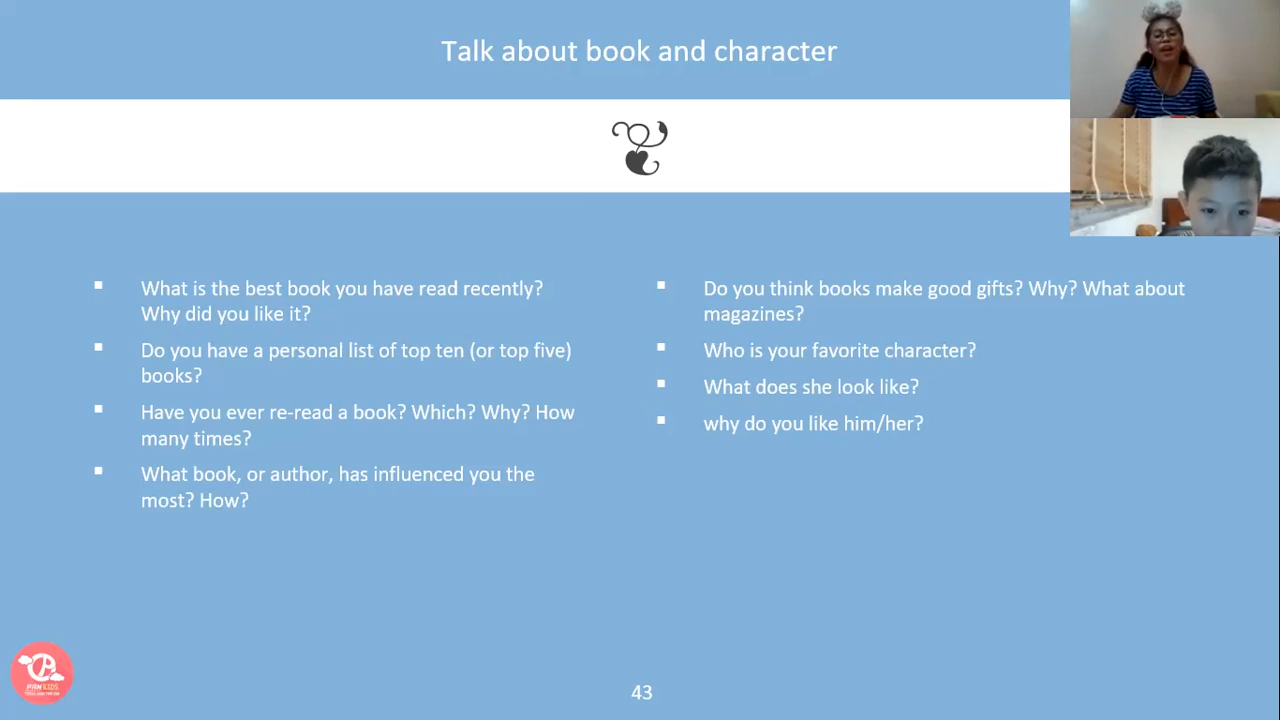 Talk about book and character
What is the best book you have read recently?
Why did you like it?
Do you have a personal list of top ten (or top five)
books?
Have you ever re-read a book? Which? Why? How
many times?
What book, or author, has influenced you the
most? How?
Do you think books make good gifts? Why? What about
magazines?
Who is your favorite character?
What does she look like?
why do you like him/her?
43